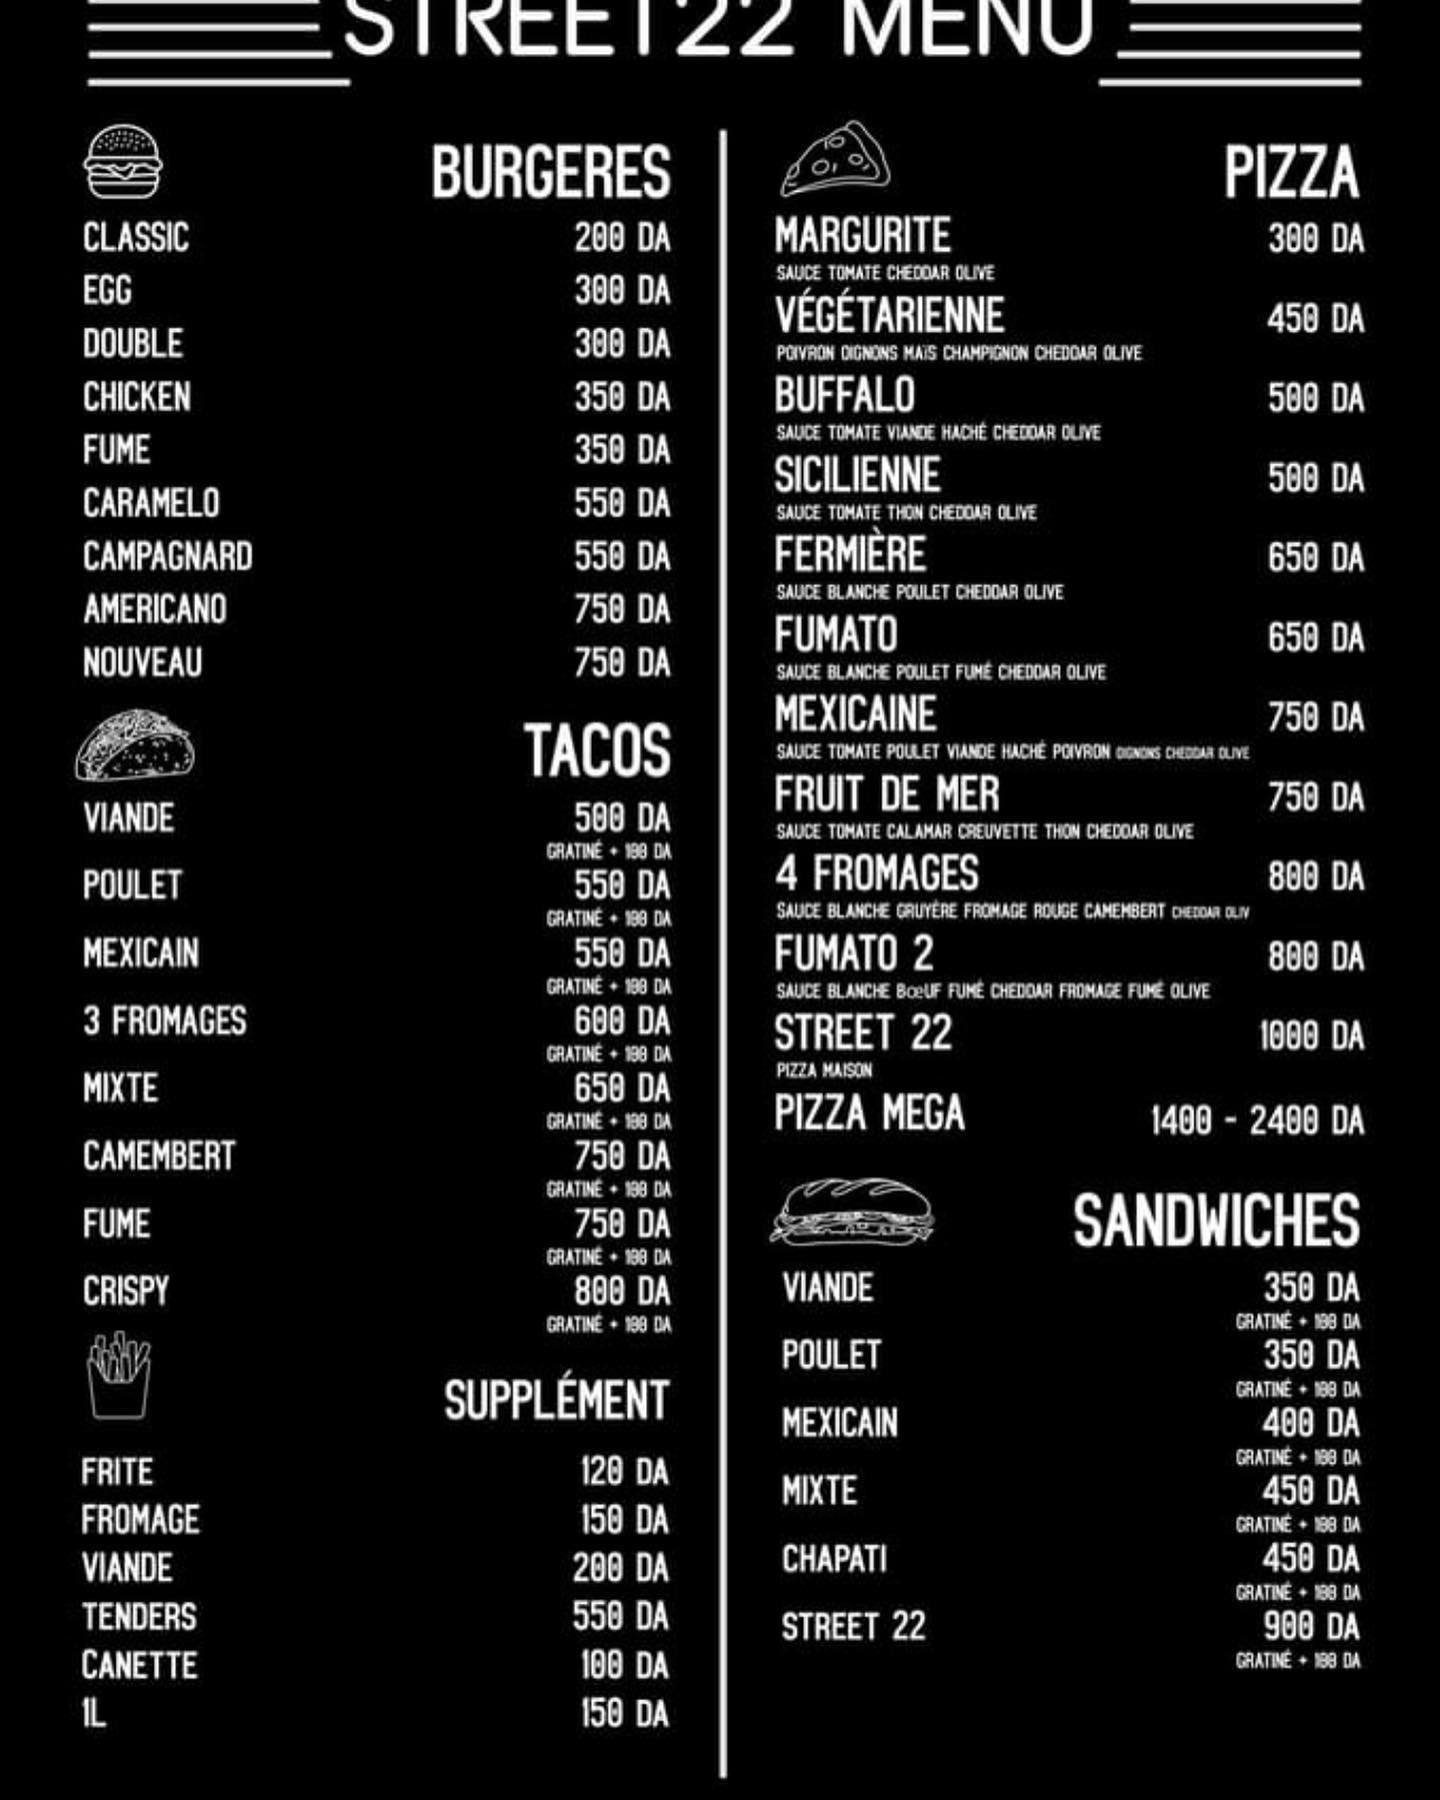 STREET22 MENU
BURGERES
CLASSIC 200 DA
EGG 300 DA
DOUBLE 300 DA
CHICKEN 350 DA
FUME 350 DA
CARAMELO 550 DA
CAMPAGNARD 550 DA
AMERICANO 750 DA
NOUVEAU 750 DA
TACOS
VIANDE 500 DA
GRATINÉ + 100 DA
POULET 550 DA
GRATINÉ + 100 DA
MEXICAIN 550 DA
GRATINÉ + 100 DA
3 FROMAGES 600 DA
GRATINÉ + 100 DA
MIXTE 650 DA
GRATINÉ + 100 DA
CAMEMBERT 750 DA
GRATINÉ + 100 DA
FUME 750 DA
GRATINÉ + 100 DA
CRISPY 800 DA
GRATINÉ + 100 DA
SUPPLÉMENT
FRITE 120 DA
FROMAGE 150 DA
VIANDE 200 DA
TENDERS 550 DA
CANETTE 100 DA
1L 150 DA
PIZZA
MARGURITE 300 DA
SAUCE TOMATE CHEDDAR OLIVE
VÉGÉTARIENNE 450 DA
POIVRON OIGNONS MAïS CHAMPIGNON CHEDDAR OLIVE
BUFFALO 500 DA
SAUCE TOMATE VIANDE HACHÉ CHEDDAR OLIVE
SICILIENNE 500 DA
SAUCE TOMATE THON CHEDDAR OLIVE
FERMIÈRE 650 DA
SAUCE BLANCHE POULET CHEDDAR OLIVE
FUMATO 650 DA
SAUCE BLANCHE POULET FUMÉ CHEDDAR OLIVE
MEXICAINE 750 DA
SAUCE TOMATE POULET VIANDE HACHÉ POIVRON OIGNONS CHEDDAR OLIVE
FRUIT DE MER 750 DA
SAUCE TOMATE CALAMAR CREUVETTE THON CHEDDAR OLIVE
4 FROMAGES 800 DA
SAUCE BLANCHE GRUYÈRE FROMAGE ROUGE CAMEMBERT CHEDDAR OLIV
FUMATO 2 800 DA
SAUCE BLANCHE BœUF FUMÉ CHEDDAR FROMAGE FUMÉ OLIVE
STREET 22 1000 DA
PIZZA MAISON
PIZZA MEGA 1400 - 2400 DA
SANDWICHES
VIANDE 350 DA
GRATINÉ + 100 DA
POULET 350 DA
GRATINÉ + 100 DA
MEXICAIN 400 DA
GRATINÉ + 100 DA
MIXTE 450 DA
GRATINÉ + 100 DA
CHAPATI 450 DA
GRATINÉ + 100 DA
STREET 22 900 DA
GRATINÉ + 100 DA